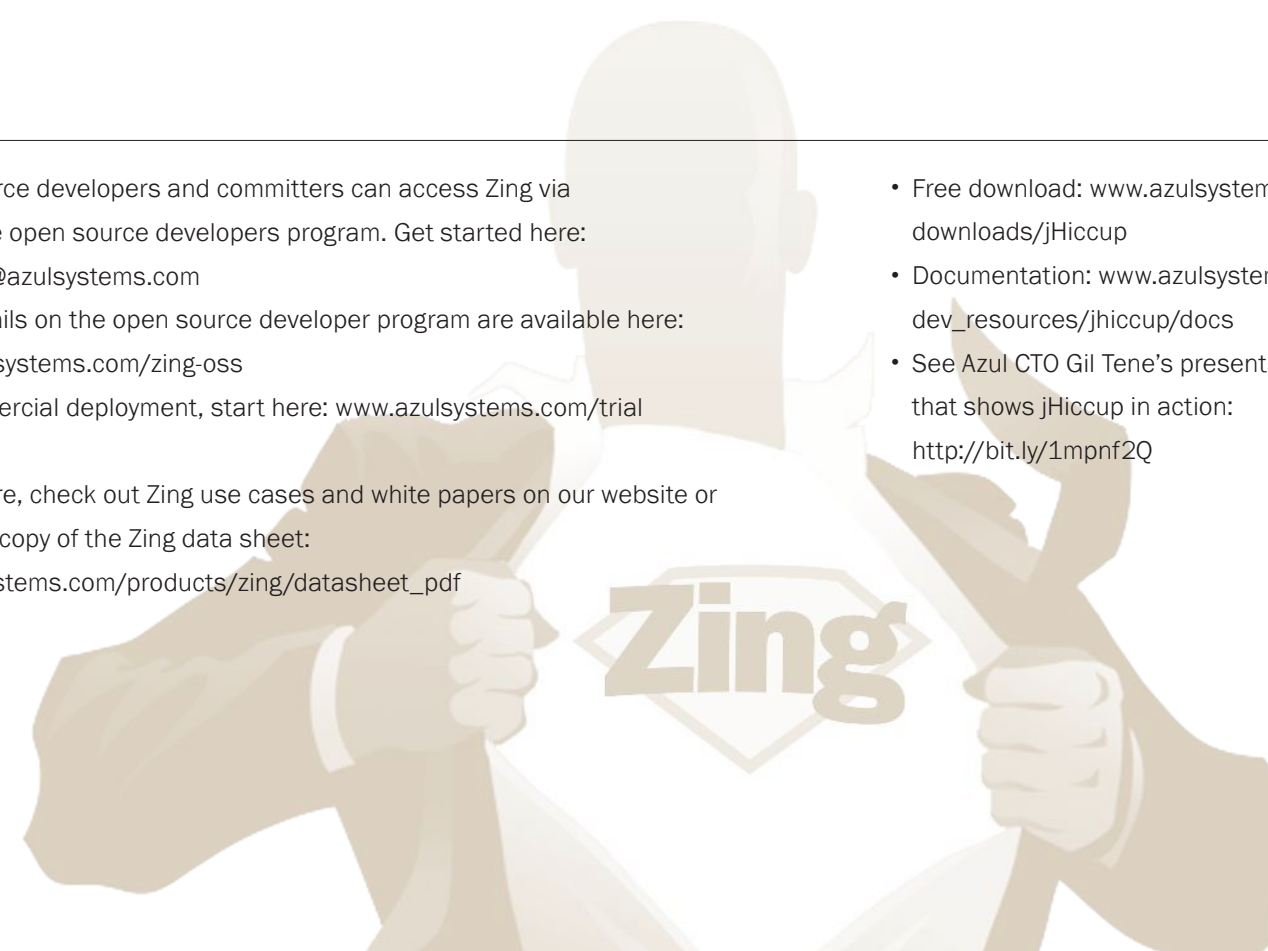 rce developers and committers can access Zing via
e open source developers program. Get started here:
@azulsystems.com
ils on the open source developer program are available here:
systems.com/zing-oss
ercial deployment, start here: www.azulsystems.com/trial
re, check out Zing use cases and white papers on our website or
copy of the Zing data sheet:
stems.com/products/zing/datasheet_pdf
• Free download: www.azulsystem
downloads/jHiccup
• Documentation: www.azulsystem
dev_resources/jhiccup/docs
• See Azul CTO Gil Tene's present
that shows jHiccup in action:
http://bit.ly/1mpnf2Q
Zing